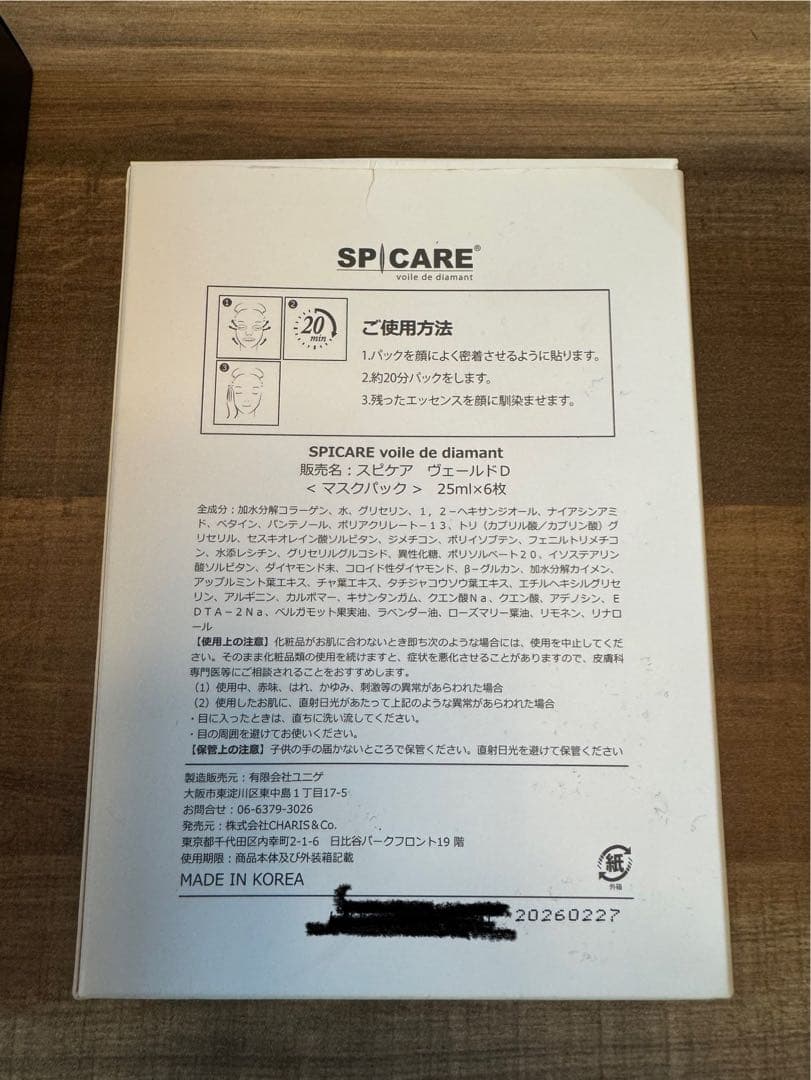 SPICARE®
voile de diamant
1
2
20
min
3
ご使用方法
1.パックを顔によく密着させるように貼ります。
2.約20分パックをします。
3.残ったエッセンスを顔に馴染ませます。
SPICARE voile de diamant
販売名：スピケア　ヴェールドD
< マスクパック >　25ml×6枚
全成分：加水分解コラーゲン、水、グリセリン、１，２－ヘキサンジオール、ナイアシンアミ
ド、ベタイン、パンテノール、ポリアクリレート－１３、トリ（カプリル酸／カプリン酸）グ
リセリル、セスキオレイン酸ソルビタン、ジメチコン、ポリイソブテン、フェニルトリメチコ
ン、水添レシチン、グリセリルグルコシド、異性化糖、ポリソルベート２０、イソステアリン
酸ソルビタン、ダイヤモンド末、コロイド性ダイヤモンド、β－グルカン、加水分解カイメン、
アップルミント葉エキス、チャ葉エキス、タチジャコウソウ葉エキス、エチルヘキシルグリセ
リン、アルギニン、カルボマー、キサンタンガム、クエン酸Ｎａ、クエン酸、アデノシン、Ｅ
ＤＴＡ－２Ｎａ、ベルガモット果実油、ラベンダー油、ローズマリー葉油、リモネン、リナロ
ール
【使用上の注意】化粧品がお肌に合わないとき即ち次のような場合には、使用を中止してくだ
さい。そのまま化粧品類の使用を続けますと、症状を悪化させることがありますので、皮膚科
専門医等にご相談されることをおすすめします。
（1）使用中、赤味、はれ、かゆみ、刺激等の異常があらわれた場合
（2）使用したお肌に、直射日光があたって上記のような異常があらわれた場合
・目に入ったときは、直ちに洗い流してください。
・目の周囲を避けてお使いください。
【保管上の注意】子供の手の届かないところで保管ください。直射日光を避けて保管ください
製造販売元：有限会社ユニゲ
大阪市東淀川区東中島１丁目17-5
お問合せ：06-6379-3026
発売元：株式会社CHARIS＆Co.
東京都千代田区内幸町2-1-6　日比谷パークフロント19 階
使用期限：商品本体及び外装箱記載
MADE IN KOREA
紙
外箱
20260227